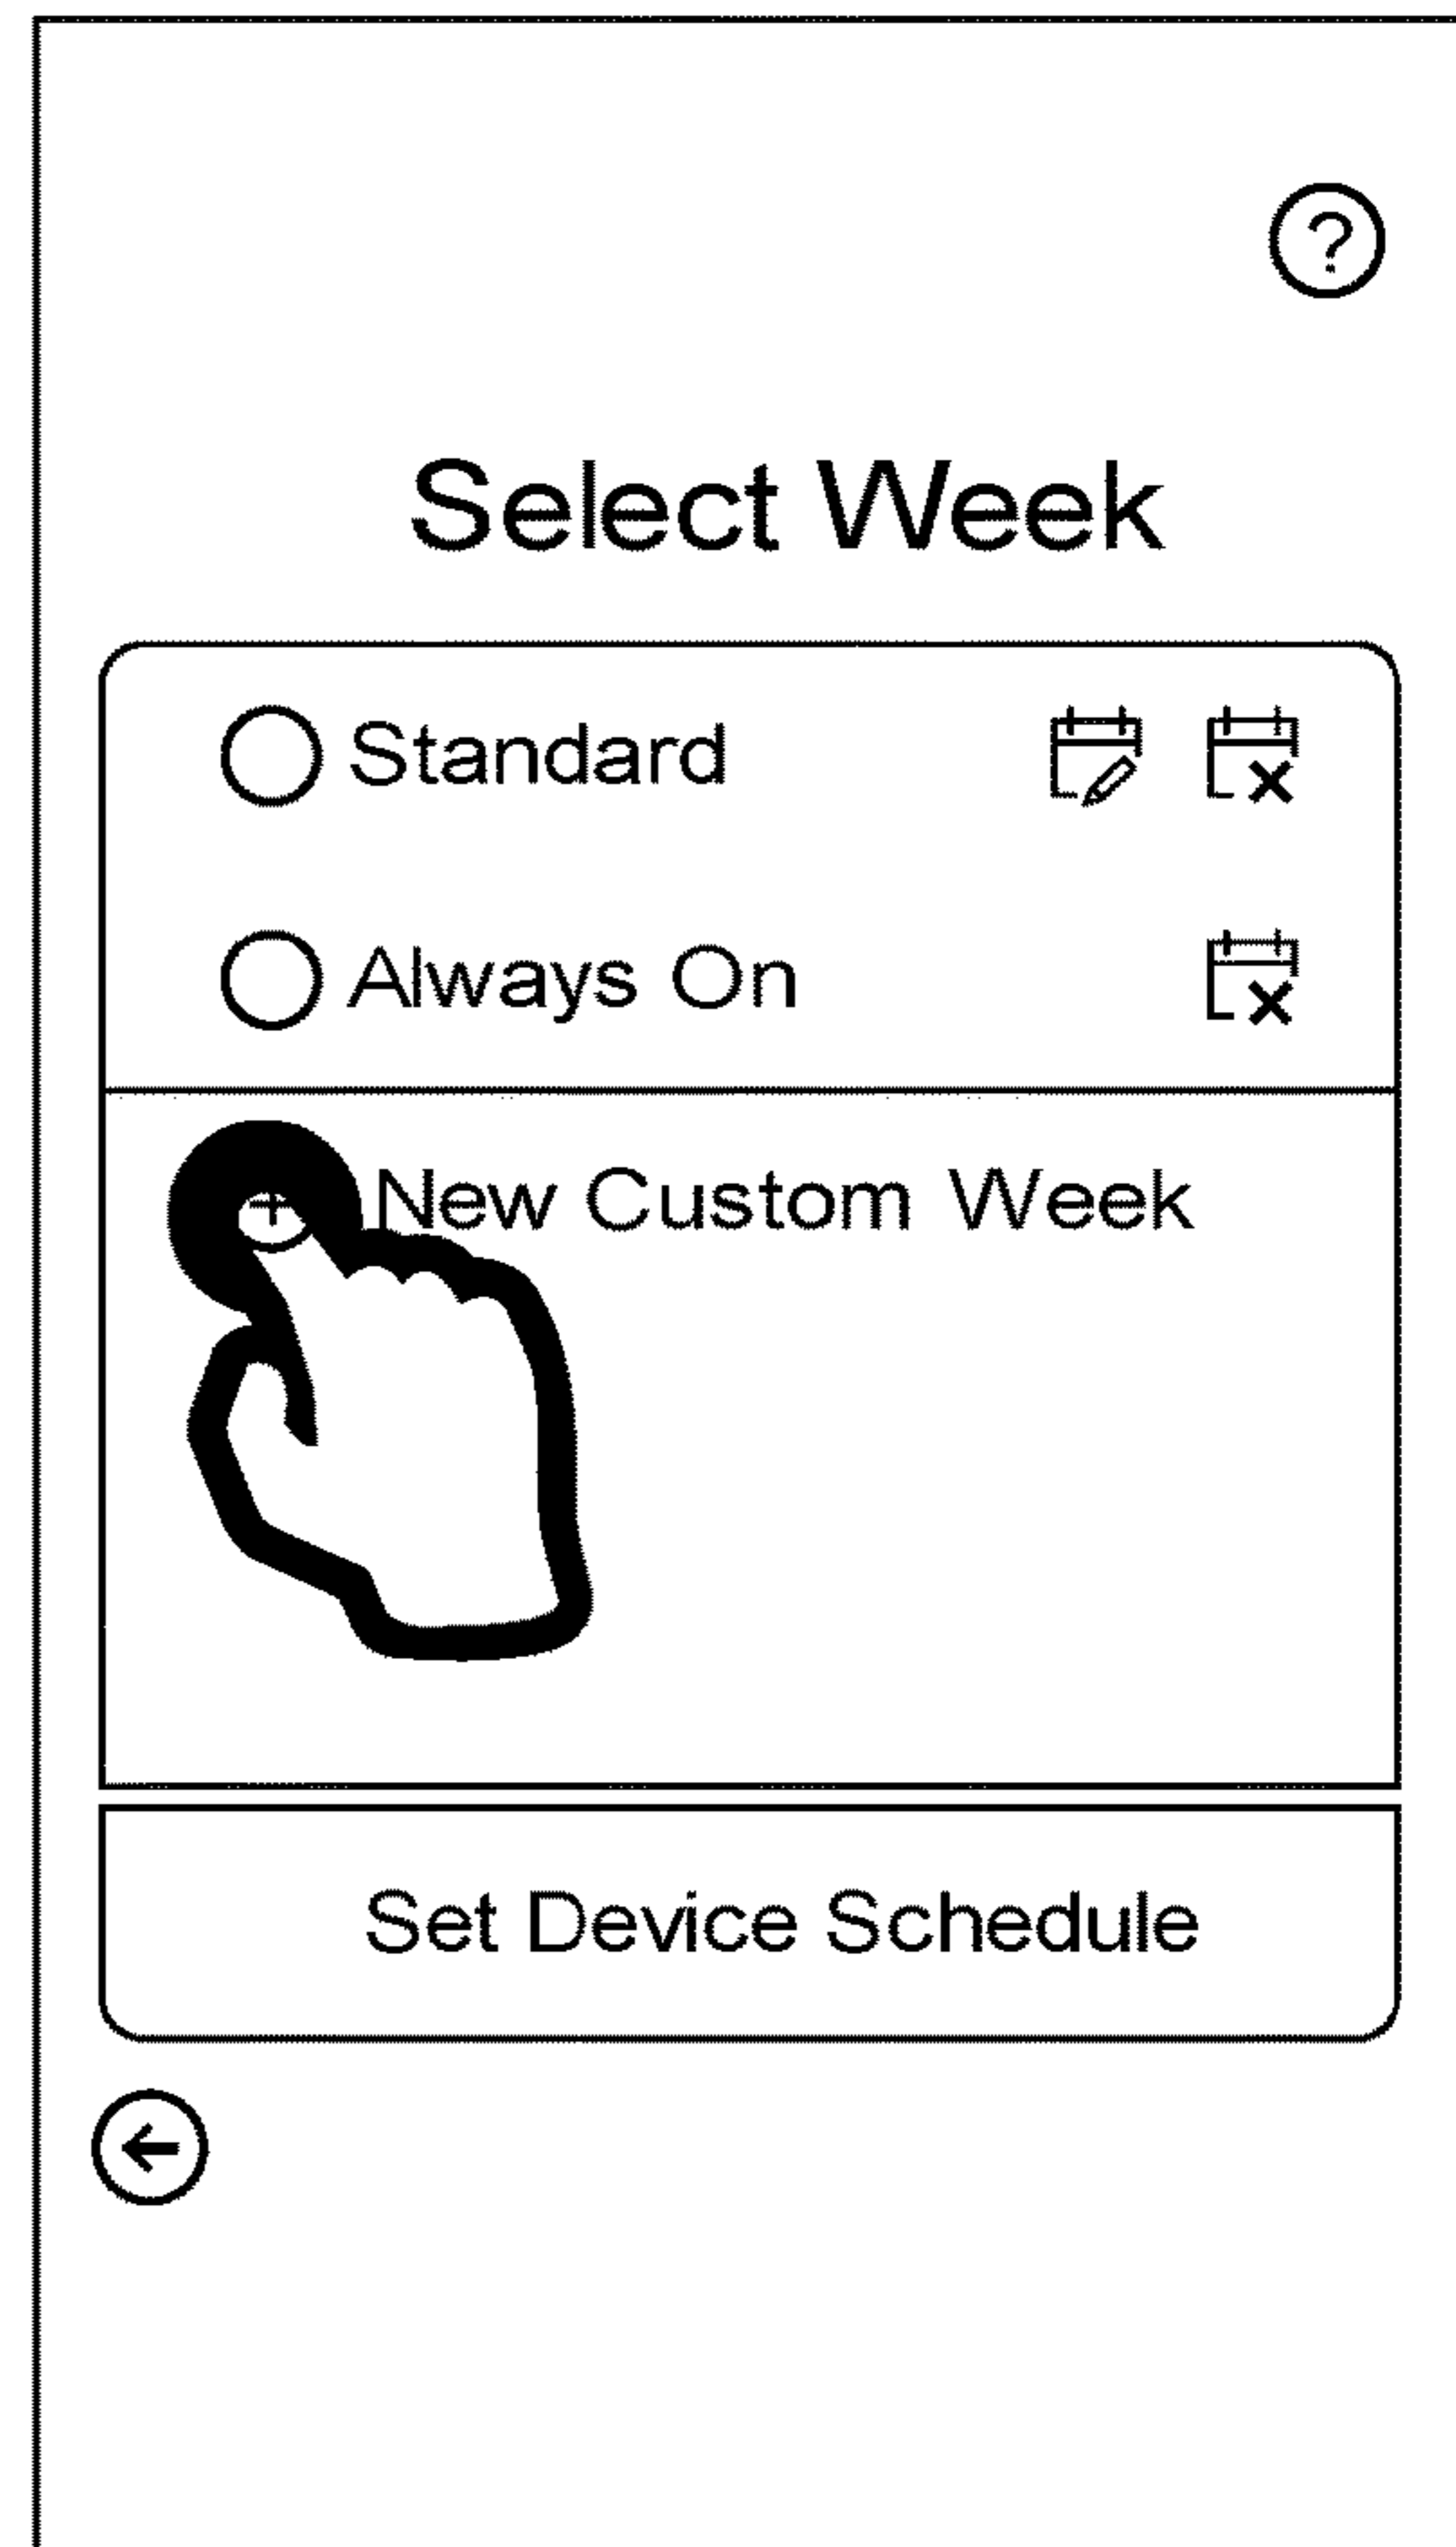 ?
Select Week
Standard
Always On
New Custom Week
Set Device Schedule